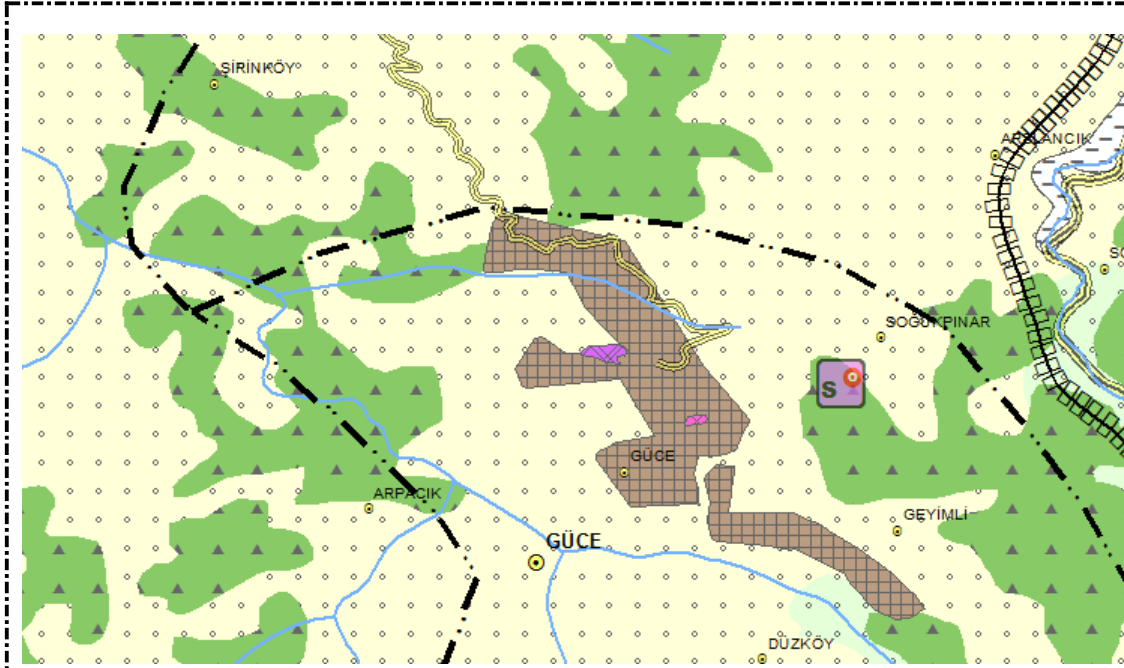 ŞİRİNKÖY
ARSLANCIK
SOĞUKPINAR
S
GÜCE
ARPACIK
GEYİMLİ
GÜCE
DÜZKÖY